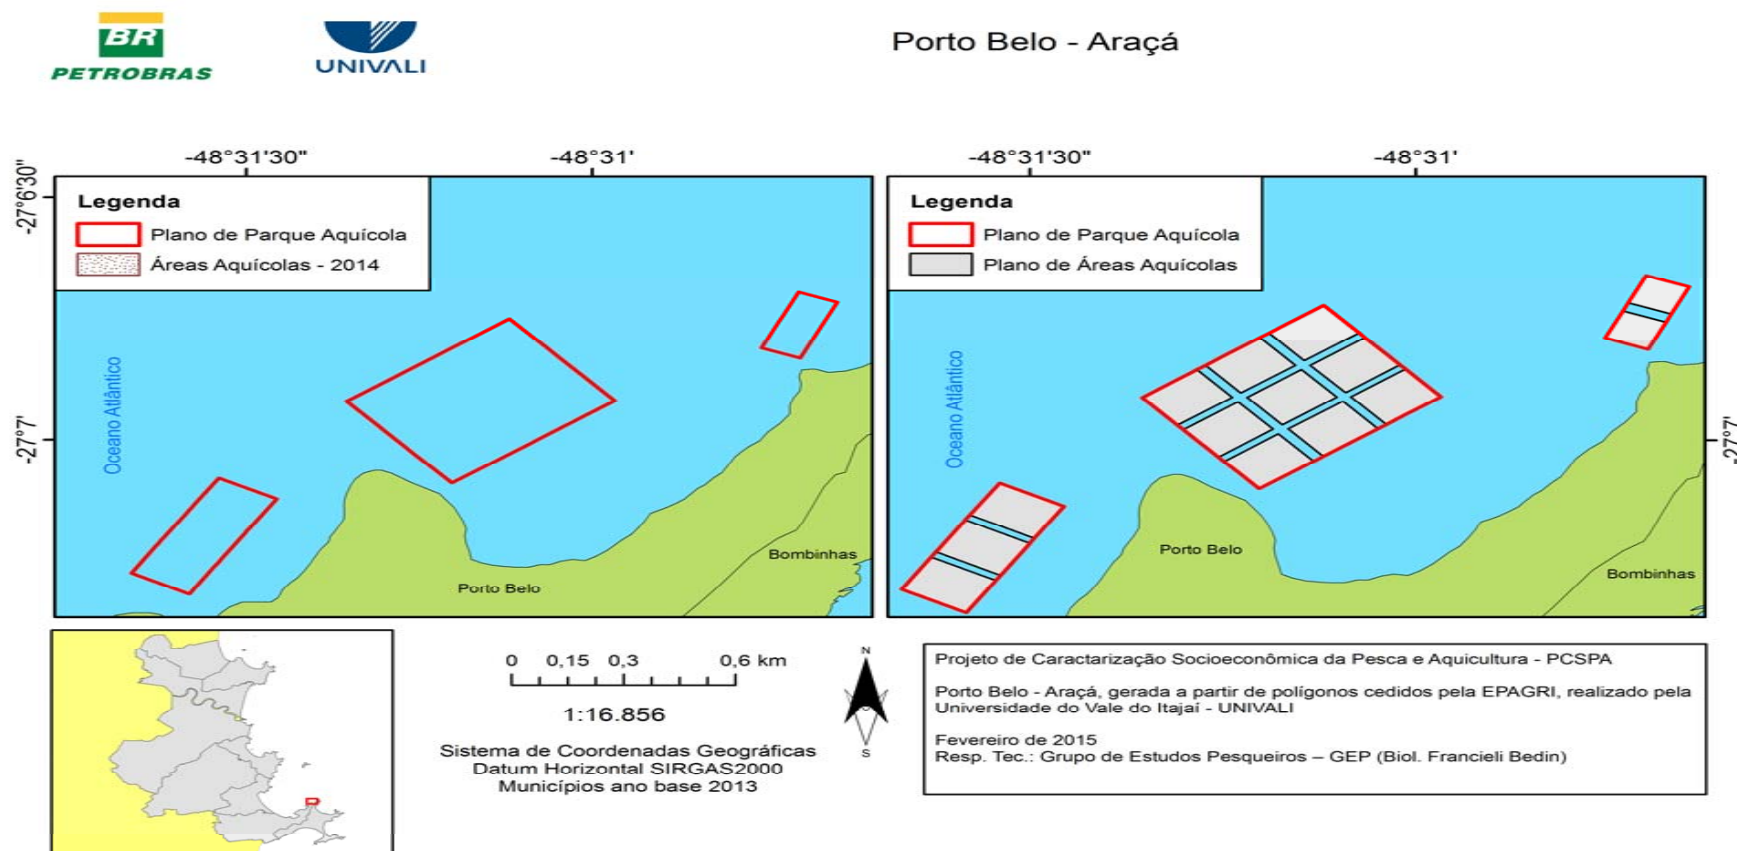 BR
PETROBRAS
UNIVALI
Porto Belo - Araçá
-48°31'30"
-48°31'
-48°31'30"
-48°31'
-27°6'30"
-27°7'
Legenda
Plano de Parque Aquícola
Áreas Aquícolas - 2014
Oceano Atlântico
Porto Belo
Bombinhas
Legenda
Plano de Parque Aquícola
Plano de Áreas Aquícolas
Oceano Atlântico
Porto Belo
Bombinhas
-27°7'
0 0,15 0,3 0,6 km
1:16.856
Sistema de Coordenadas Geográficas
Datum Horizontal SIRGAS2000
Municípios ano base 2013
N
S
Projeto de Caractarização Socioeconômica da Pesca e Aquicultura - PCSPA
Porto Belo - Araçá, gerada a partir de polígonos cedidos pela EPAGRI, realizado pela
Universidade do Vale do Itajaí - UNIVALI
Fevereiro de 2015
Resp. Tec.: Grupo de Estudos Pesqueiros – GEP (Biol. Francieli Bedin)